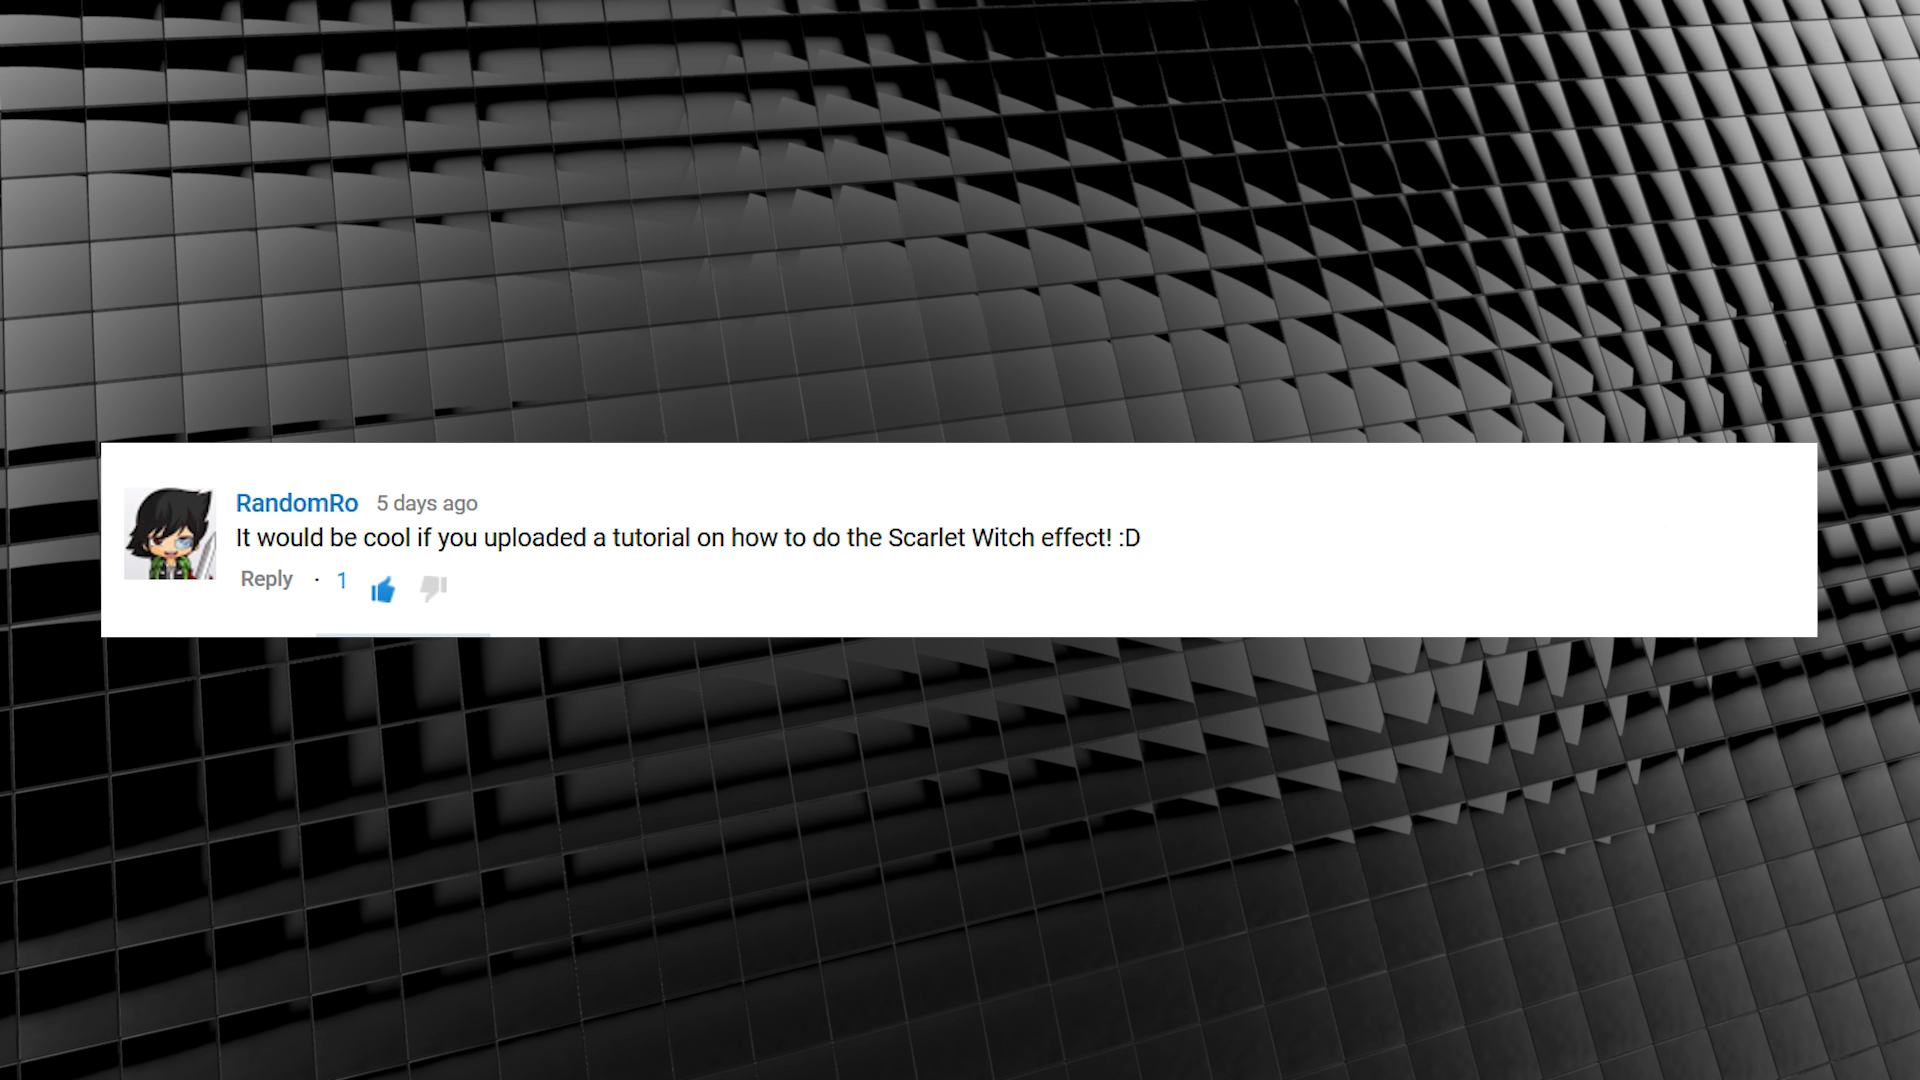 RandomRo 5 days ago
It would be cool if you uploaded a tutorial on how to do the Scarlet Witch effect! :D
Reply · 1